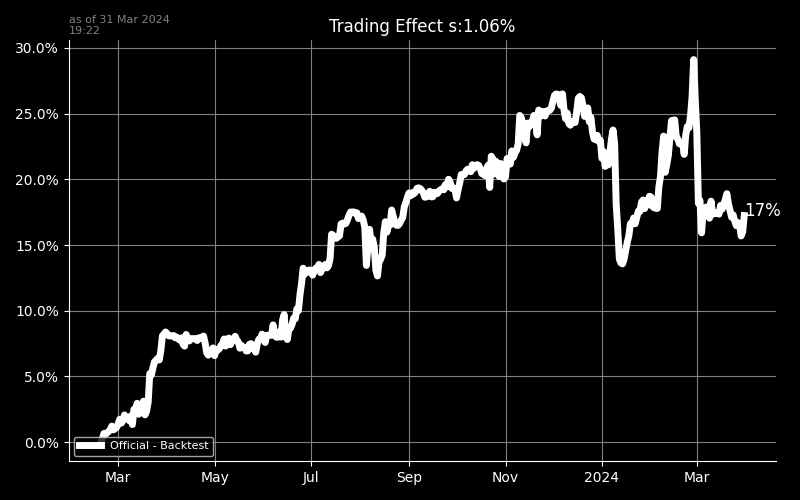 as of 31 Mar 2024
19:22
Trading Effect s:1.06%
30.0%
25.0%
20.0%
15.0%
10.0%
5.0%
0.0%
17%
Official - Backtest
Mar May Jul Sep Nov 2024 Mar